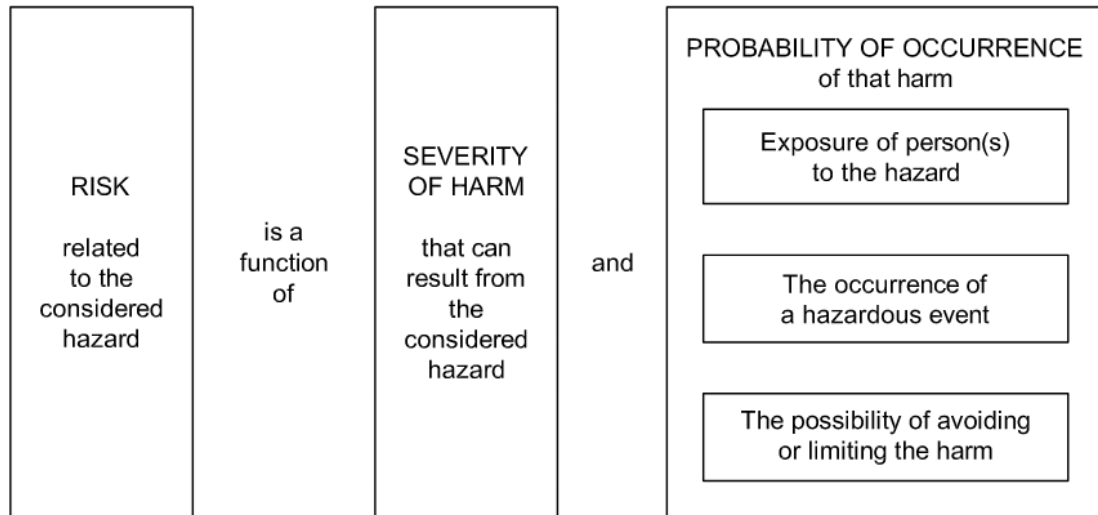 RISK
related
to the
considered
hazard
is a
function
of
SEVERITY
OF HARM
that can
result from
the
considered
hazard
and
PROBABILITY OF OCCURRENCE
of that harm
Exposure of person(s)
to the hazard
The occurrence of
a hazardous event
The possibility of avoiding
or limiting the harm